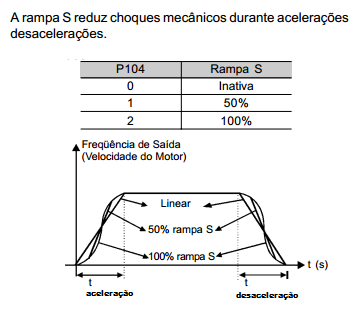 A rampa S reduz choques mecânicos durante acelerações
desacelerações.
P104 Rampa S
0 Inativa
1 50%
2 100%
Freqüência de Saída
(Velocidade do Motor)
Linear
50% rampa S
100% rampa S
t (s)
t t
aceleração desaceleração